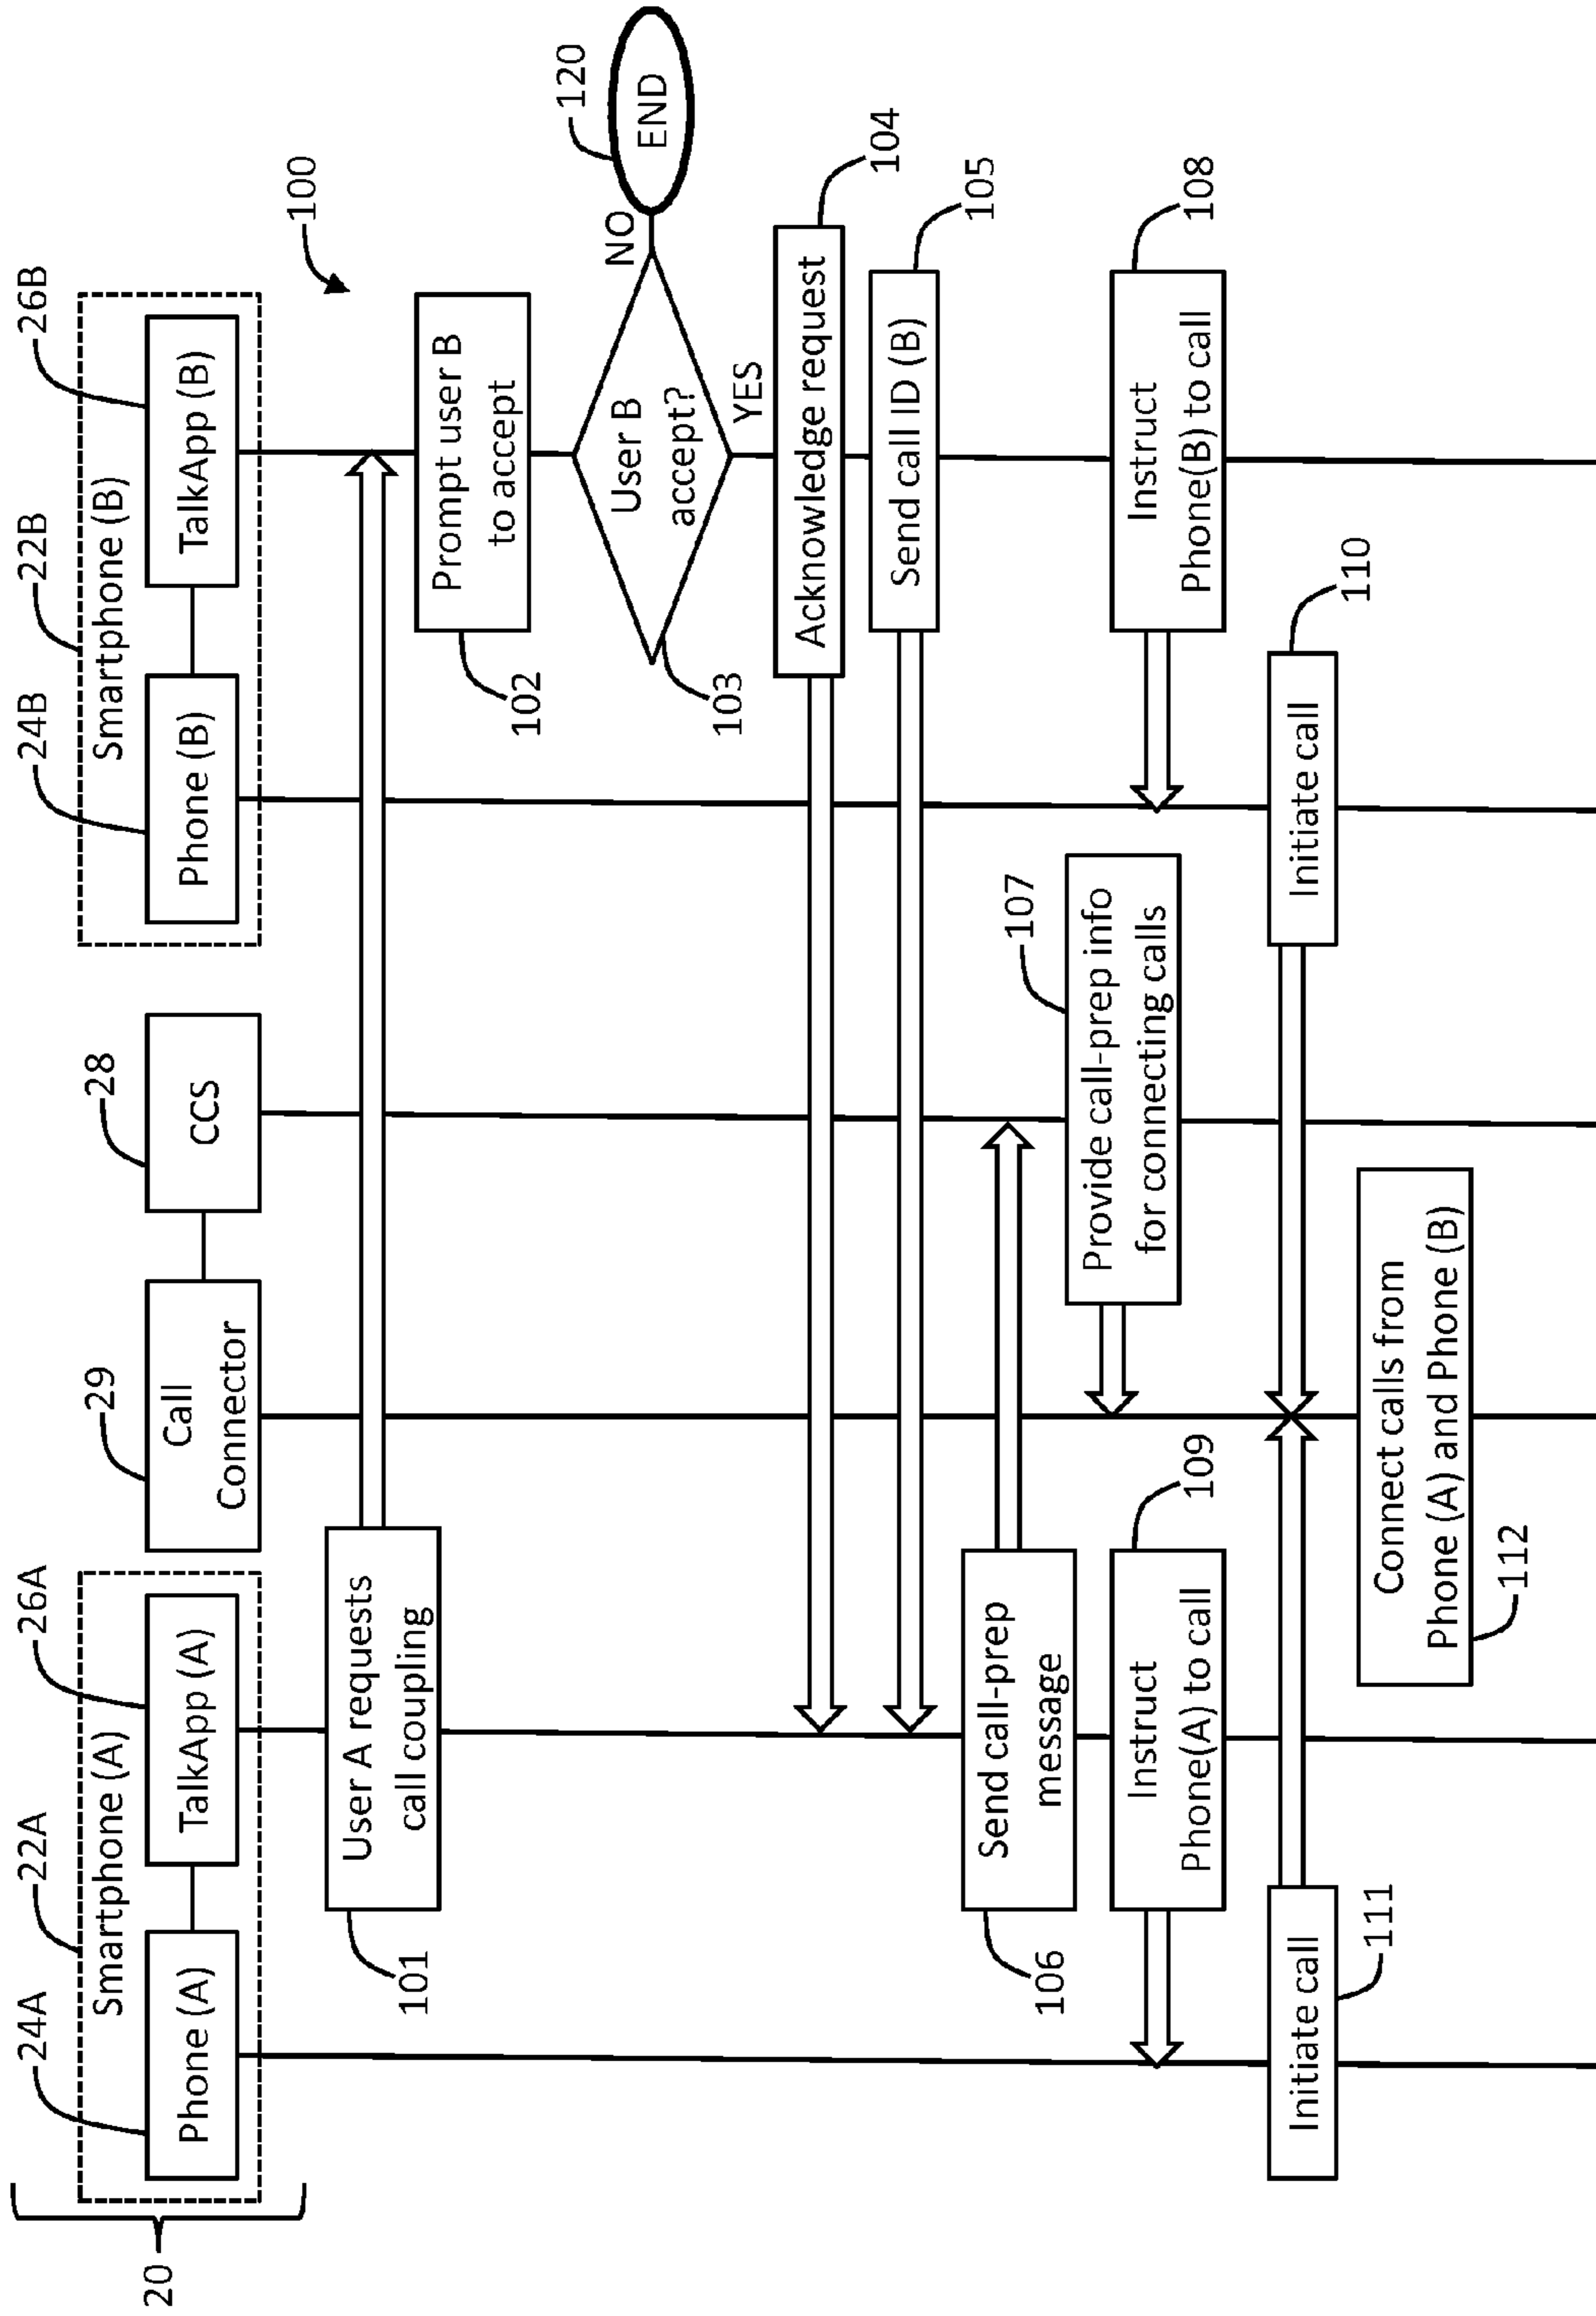 20
24A
22A
26A
29
28
24B
22B
26B
Smartphone (A)
Smartphone (B)
Phone (A)
TalkApp (A)
Call
Connector
CCS
Phone (B)
TalkApp (B)
100
101
User A requests
call coupling
102
Prompt user B
to accept
103
User B
accept?
NO
END
120
YES
Acknowledge request
104
Send call ID (B)
105
106
Send call-prep
message
107
Provide call-prep info
for connecting calls
Instruct
Phone(A) to call
109
Instruct
Phone(B) to call
108
Initiate call
111
Initiate call
110
Connect calls from
Phone (A) and Phone (B)
112